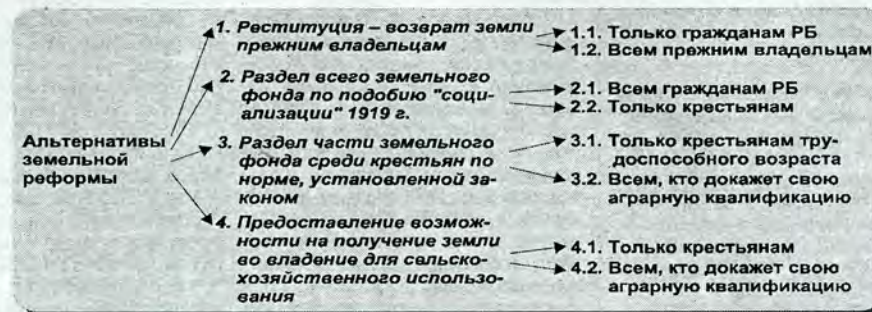 Альтернативы
земельной
реформы
1. Реституция – возврат земли
прежним владельцам
1.1. Только гражданам РБ
1.2. Всем прежним владельцам
2. Раздел всего земельного
фонда по подобию "соци-
ализации" 1919 г.
2.1. Всем гражданам РБ
2.2. Только крестьянам
3. Раздел части земельного
фонда среди крестьян по
норме, установленной за-
коном
3.1. Только крестьянам тру-
доспособного возраста
3.2. Всем, кто докажет свою
аграрную квалификацию
4. Предоставление возмож-
ности на получение земли
во владение для сельско-
хозяйственного использо-
вания
4.1. Только крестьянам
4.2. Всем, кто докажет свою
аграрную квалификацию